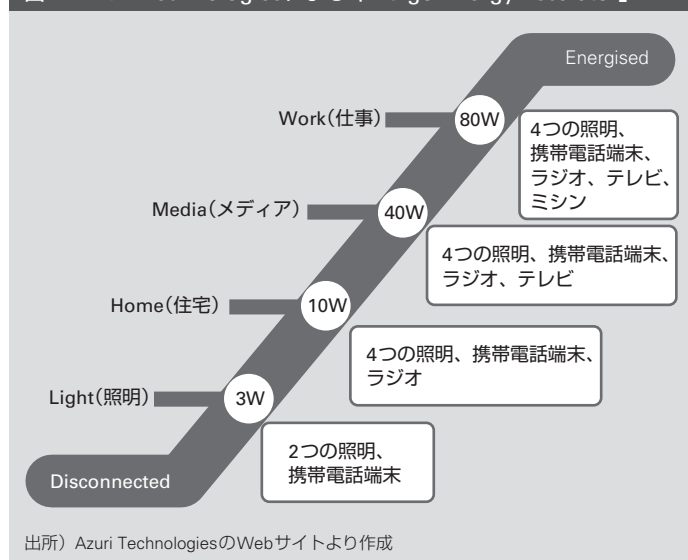 Energised
Work(仕事)
80W
4つの照明、
携帯電話端末、
ラジオ、テレビ、
ミシン
Media(メディア)
40W
4つの照明、携帯電話端末、
ラジオ、テレビ
Home(住宅)
10W
4つの照明、携帯電話端末、
ラジオ
Light(照明)
3W
2つの照明、
携帯電話端末
Disconnected
出所）Azuri TechnologiesのWebサイトより作成